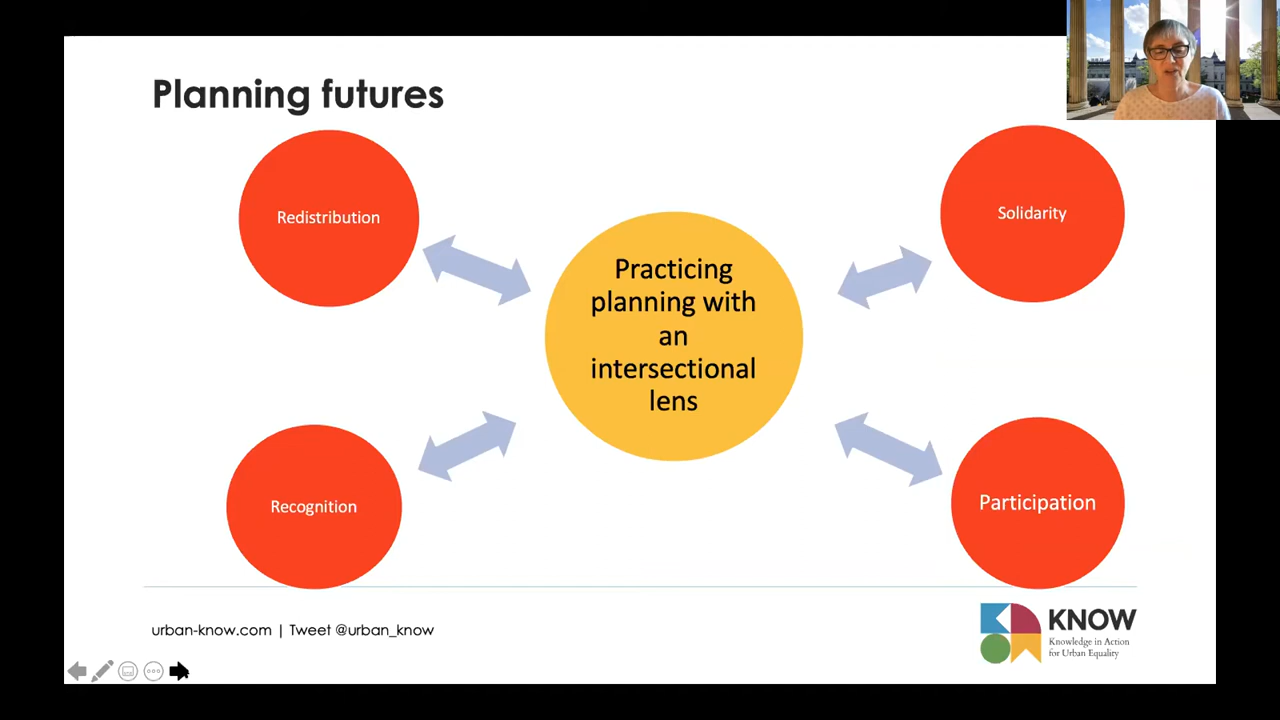 Planning futures
Redistribution
Solidarity
Practicing
planning with
an
intersectional
lens
Recognition
Participation
urban-know.com | Tweet @urban_know
KNOW
Knowledge in Action
for Urban Equality